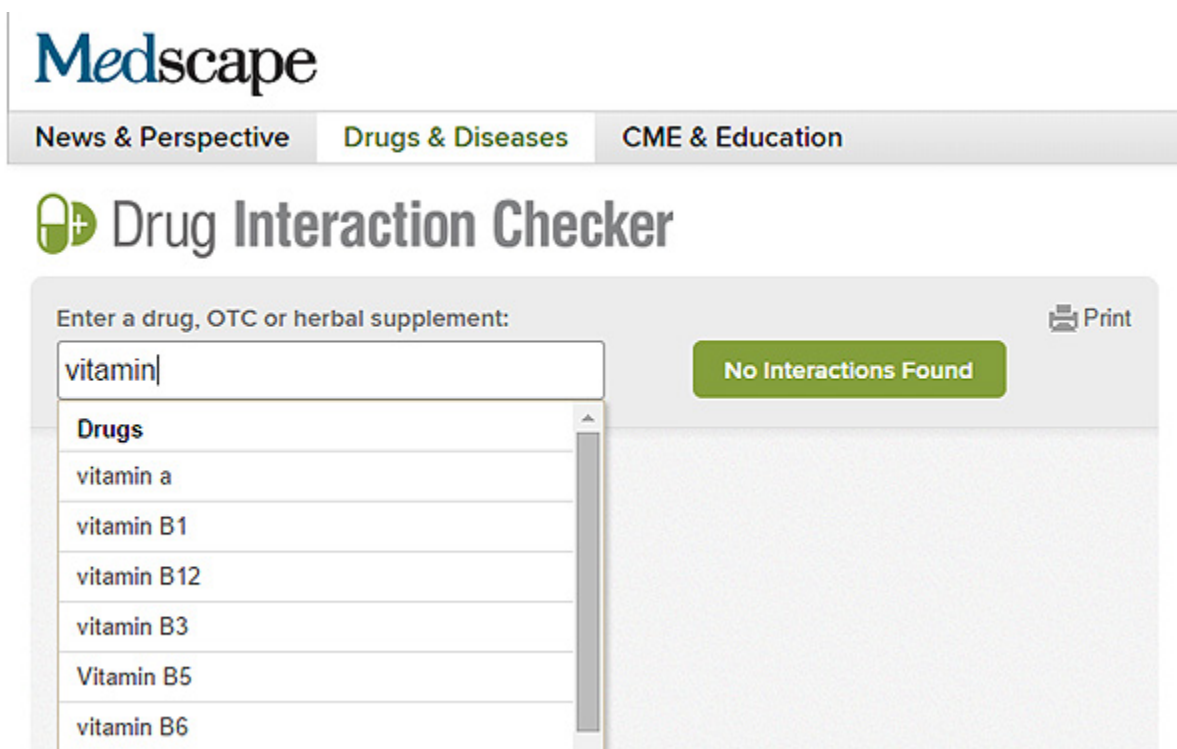 Medscape
News & Perspective Drugs & Diseases CME & Education
Drug Interaction Checker
Enter a drug, OTC or herbal supplement:
Print
vitamin
No Interactions Found
Drugs
vitamin a
vitamin B1
vitamin B12
vitamin B3
Vitamin B5
vitamin B6